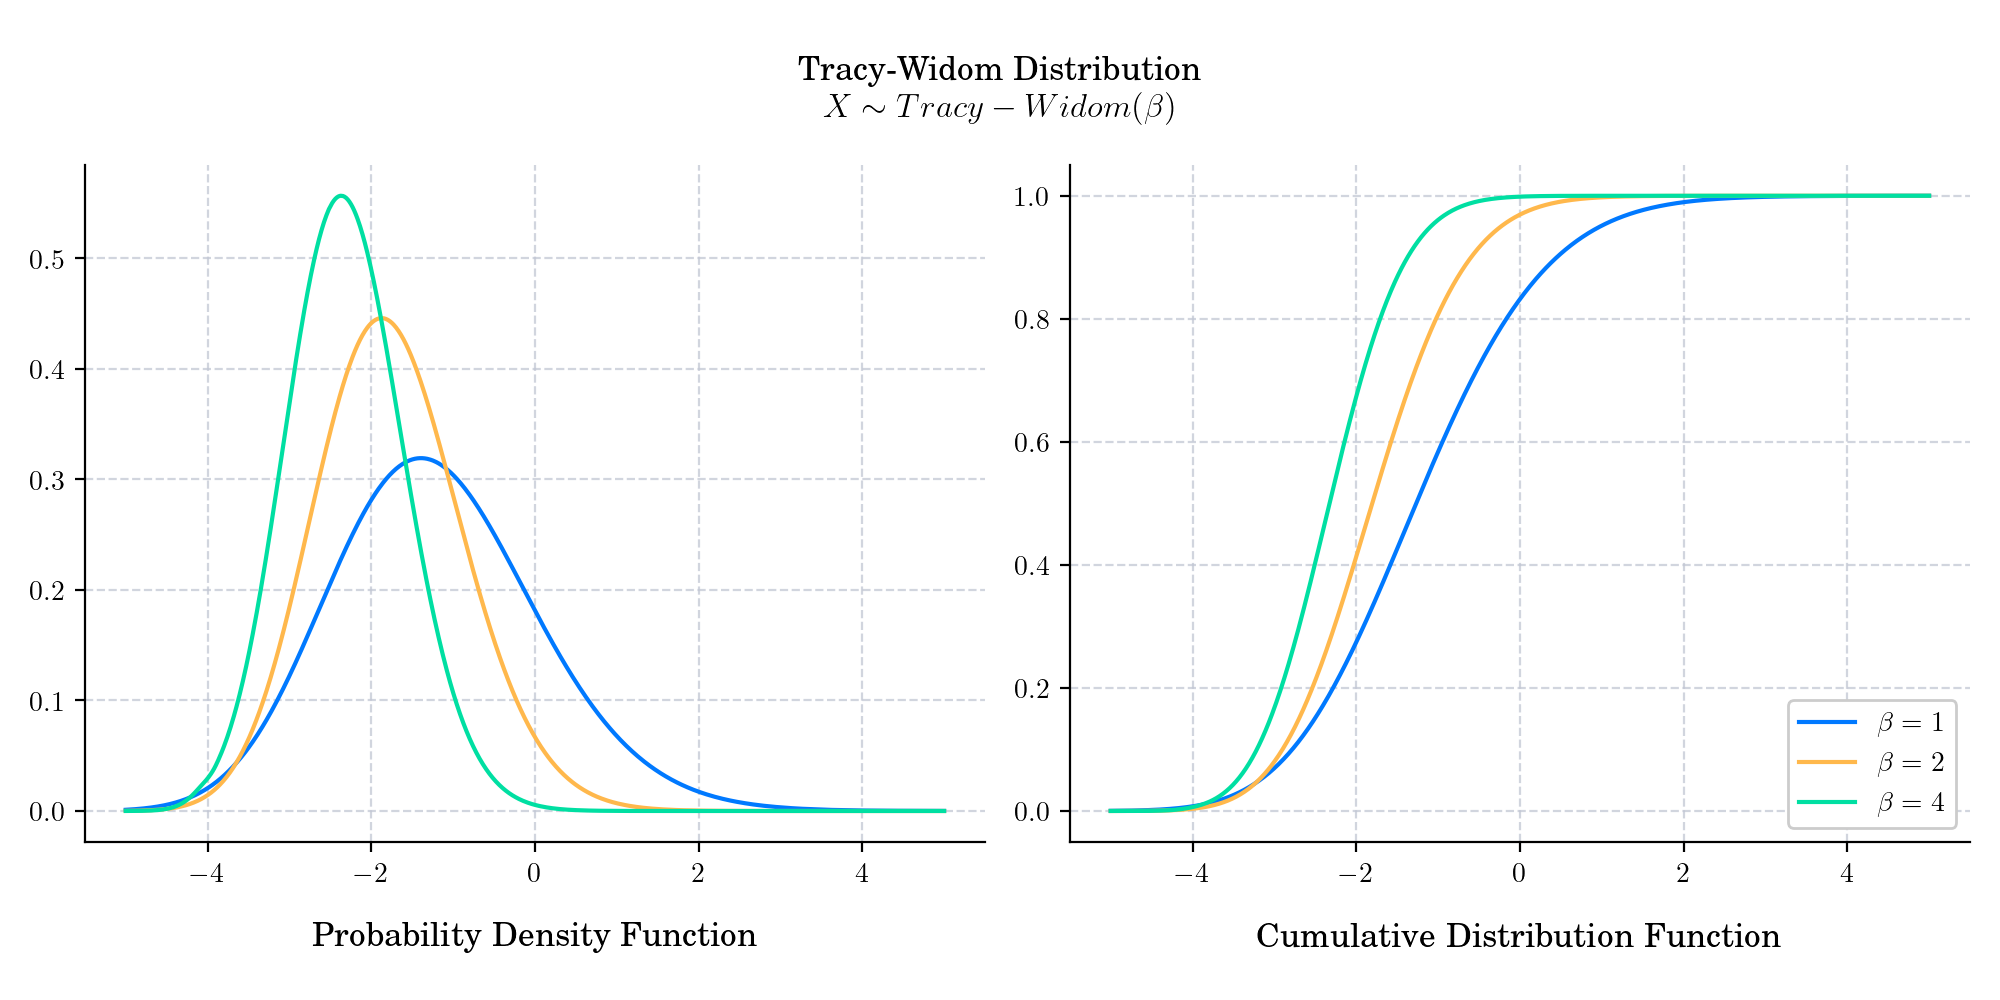 Tracy-Widom Distribution
X ∼ Tracy − Widom(β)
0.5
0.4
0.3
0.2
0.1
0.0
−4 −2 0 2 4
Probability Density Function
1.0
0.8
0.6
0.4
0.2
0.0
β = 1
β = 2
β = 4
−4 −2 0 2 4
Cumulative Distribution Function